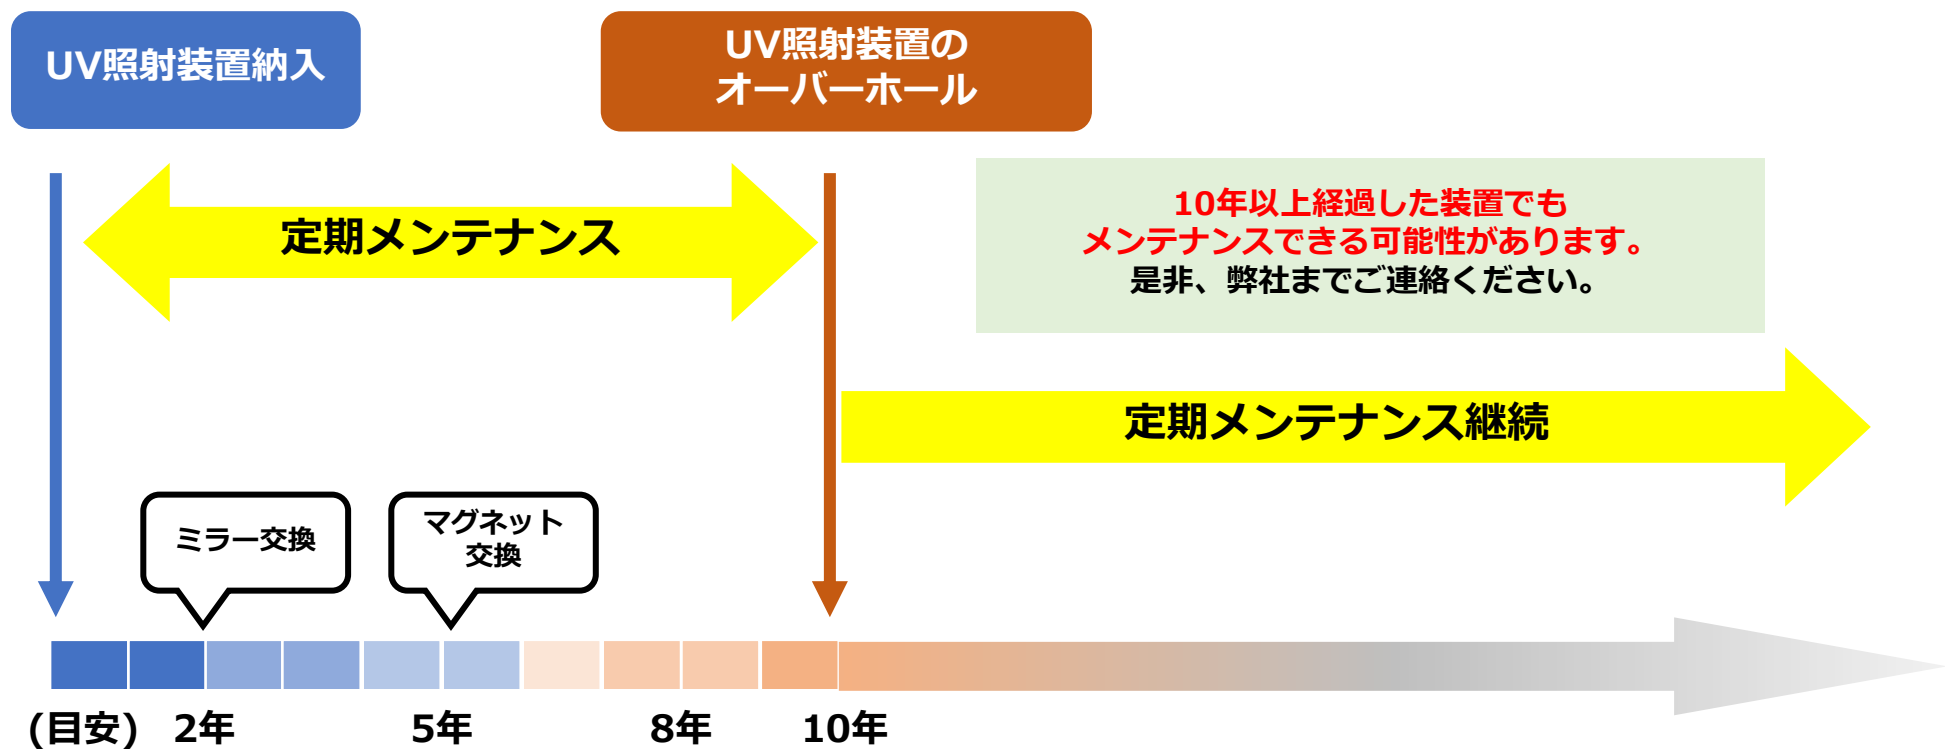 UV照射装置納入
UV照射装置の
オーバーホール
定期メンテナンス
10年以上経過した装置でも
メンテナンスできる可能性があります。
是非、弊社までご連絡ください。
定期メンテナンス継続
ミラー交換
マグネット
交換
(目安) 2年 5年 8年 10年